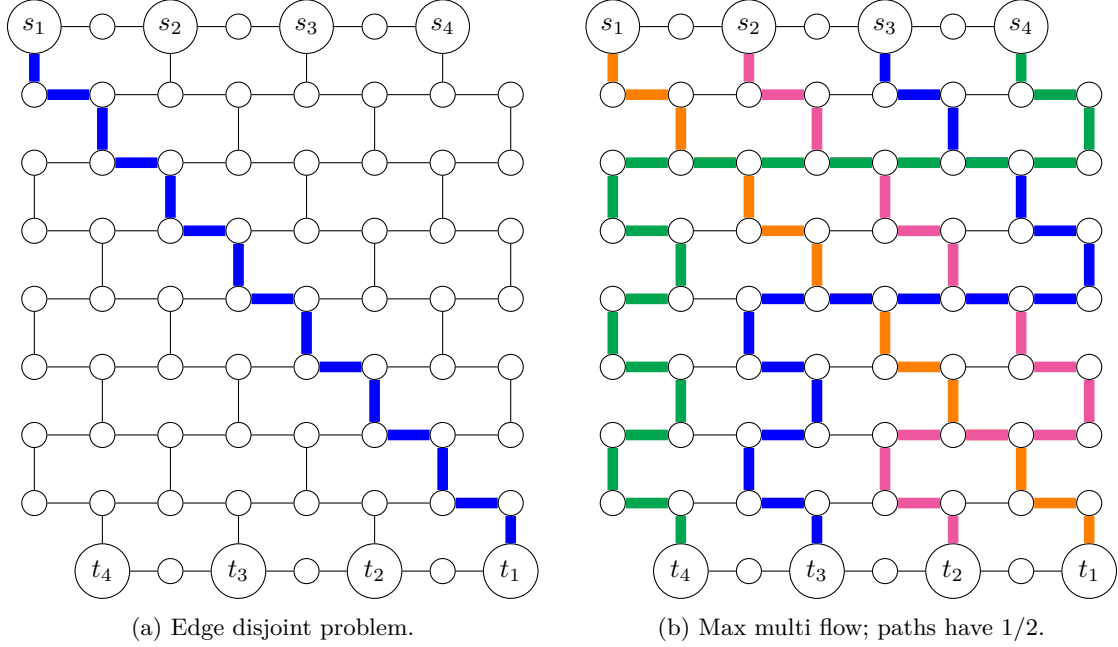 s₁ s₂ s₃ s₄ s₁ s₂ s₃ s₄
t₄ t₃ t₂ t₁ t₄ t₃ t₂ t₁
(a) Edge disjoint problem. (b) Max multi flow; paths have 1/2.